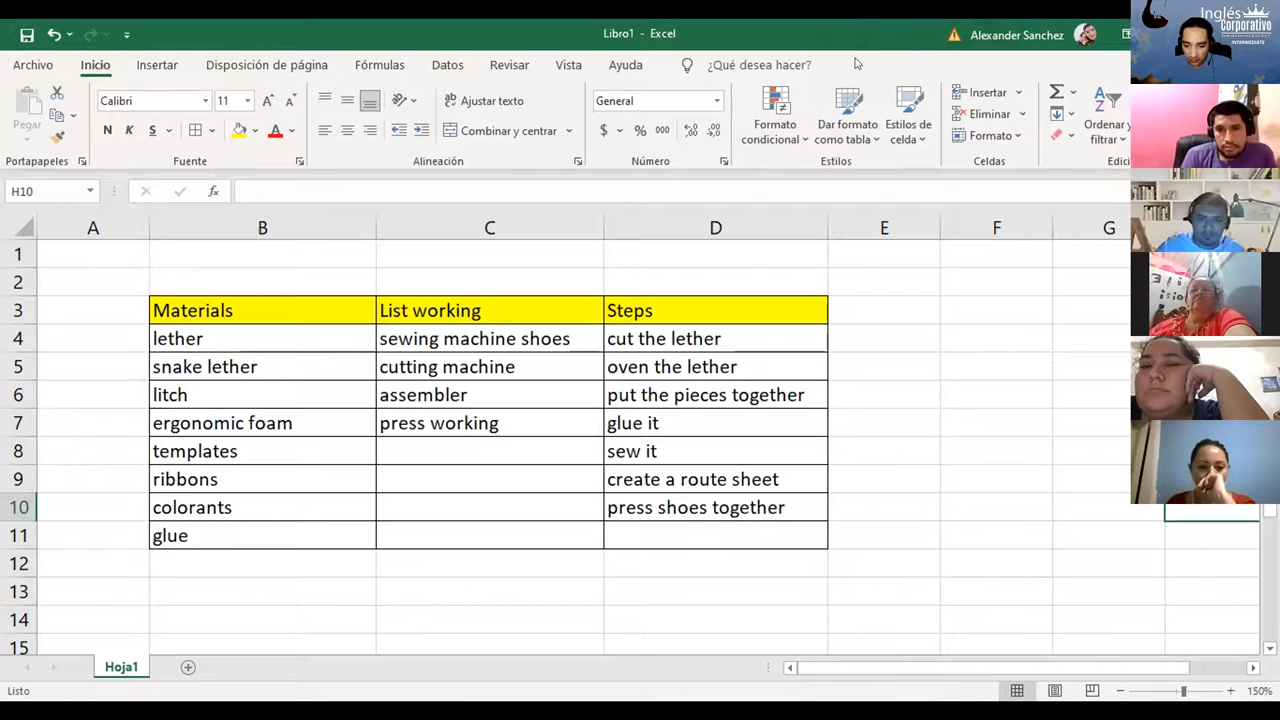 Libro1 - Excel
Alexander Sanchez
Inglés
Corporativo
INTERMEDIATE
Archivo Inicio Insertar Disposición de página Fórmulas Datos Revisar Vista Ayuda ¿Qué desea hacer?
Pegar
Calibri 11
N K S
Ajustar texto
Combinar y centrar
General
$ % 000
Formato condicional
Dar formato como tabla
Estilos de celda
Insertar
Eliminar
Formato
Ordenar y filtrar
Portapapeles Fuente Alineación Número Estilos Celdas Edici
H10 fx
A B C D E F G
1
2
3 Materials List working Steps
4 lether sewing machine shoes cut the lether
5 snake lether cutting machine oven the lether
6 litch assembler put the pieces together
7 ergonomic foam press working glue it
8 templates sew it
9 ribbons create a route sheet
10 colorants press shoes together
11 glue
12
13
14
15
Hoja1
Listo 150%